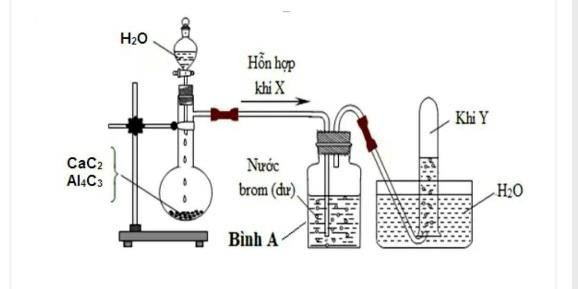 H₂O
Hỗn hợp
khí X
Khí Y
CaC₂
Al₄C₃
Nước
brom (dư)
H₂O
Bình A